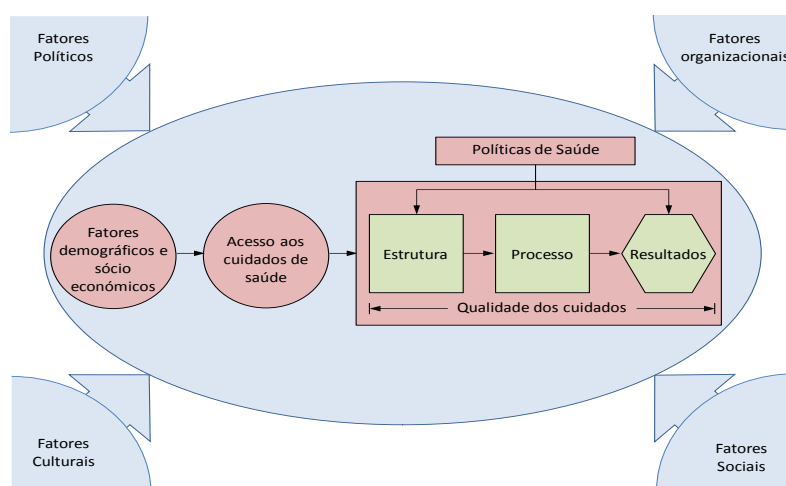 Fatores
Políticos
Fatores
organizacionais
Políticas de Saúde
Fatores
demográficos e
sócio
económicos
Acesso aos
cuidados de
saúde
Estrutura
Processo
Resultados
Qualidade dos cuidados
Fatores
Culturais
Fatores
Sociais